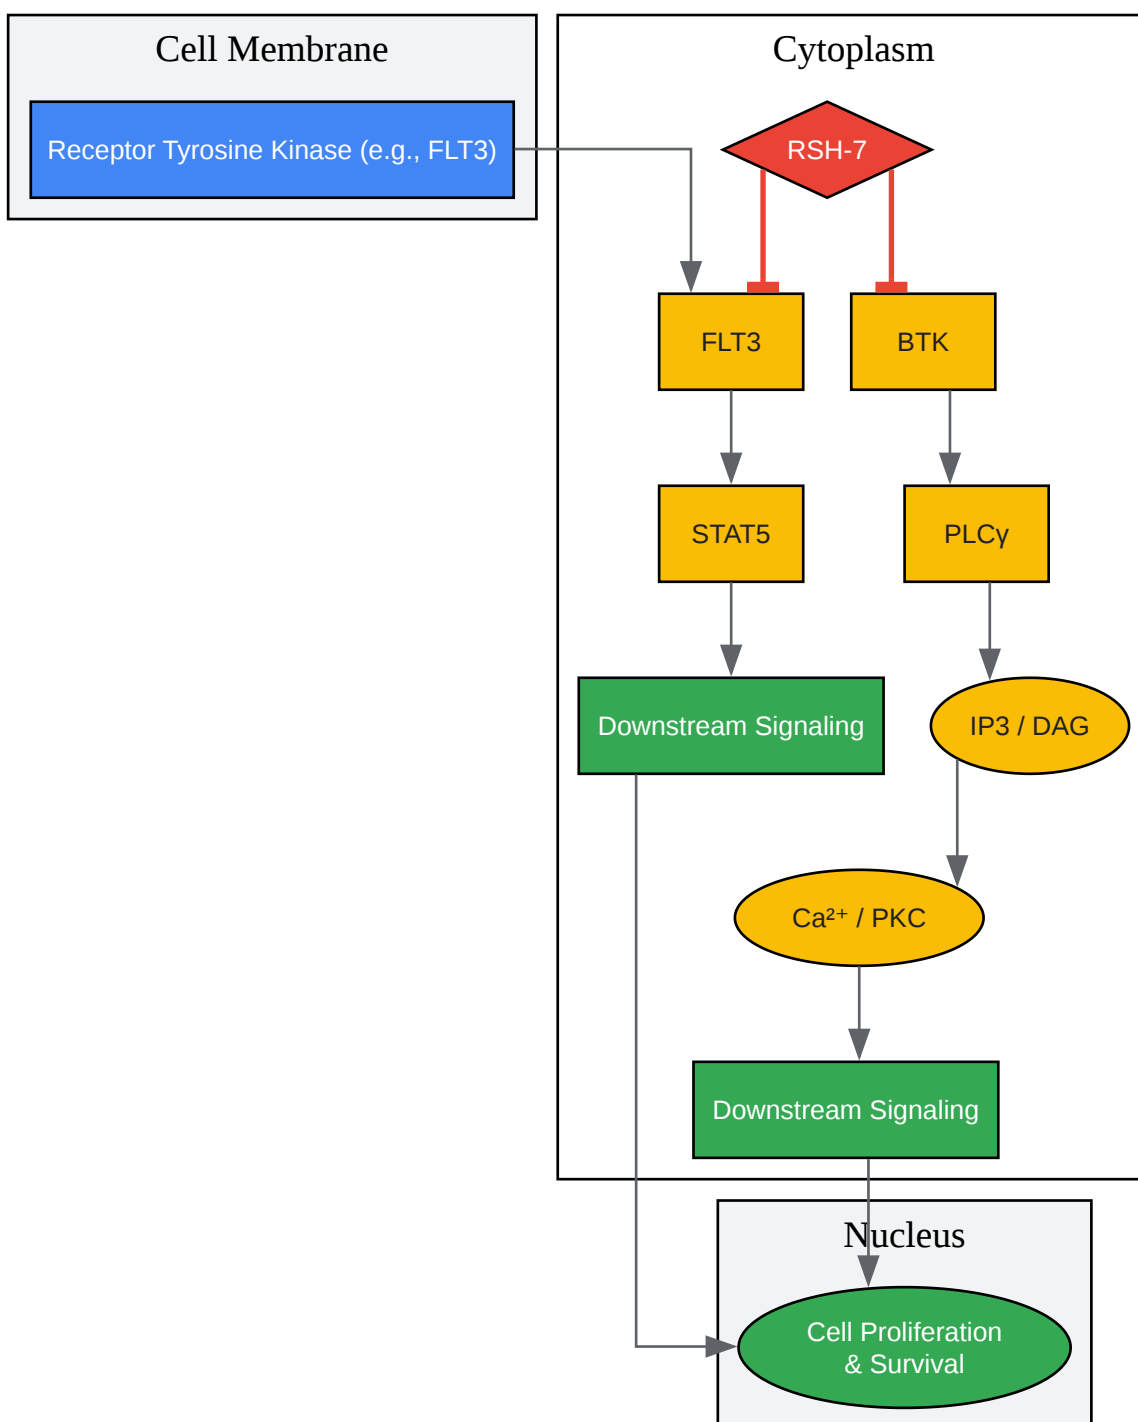 Cell Membrane
Receptor Tyrosine Kinase (e.g., FLT3)
Cytoplasm
RSH-7
FLT3
BTK
STAT5
PLCγ
Downstream Signaling
IP3 / DAG
Ca²⁺ / PKC
Downstream Signaling
Nucleus
Cell Proliferation
& Survival